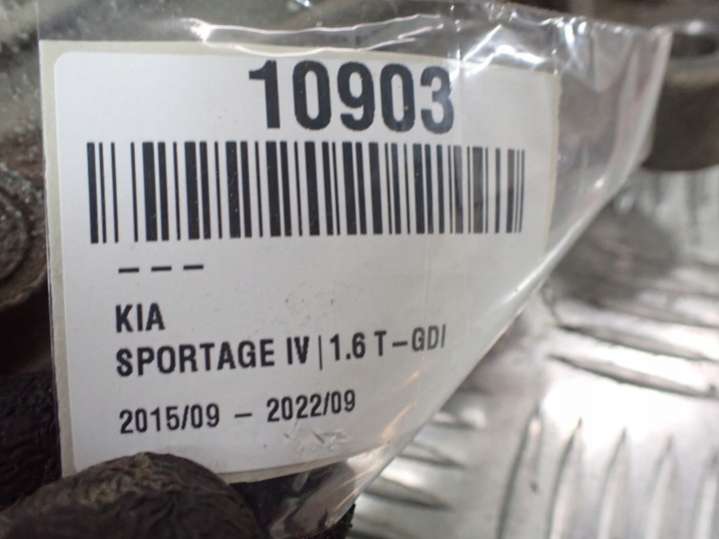 10903
---
KIA
SPORTAGE IV | 1.6 T-GDI
2015/09 - 2022/09